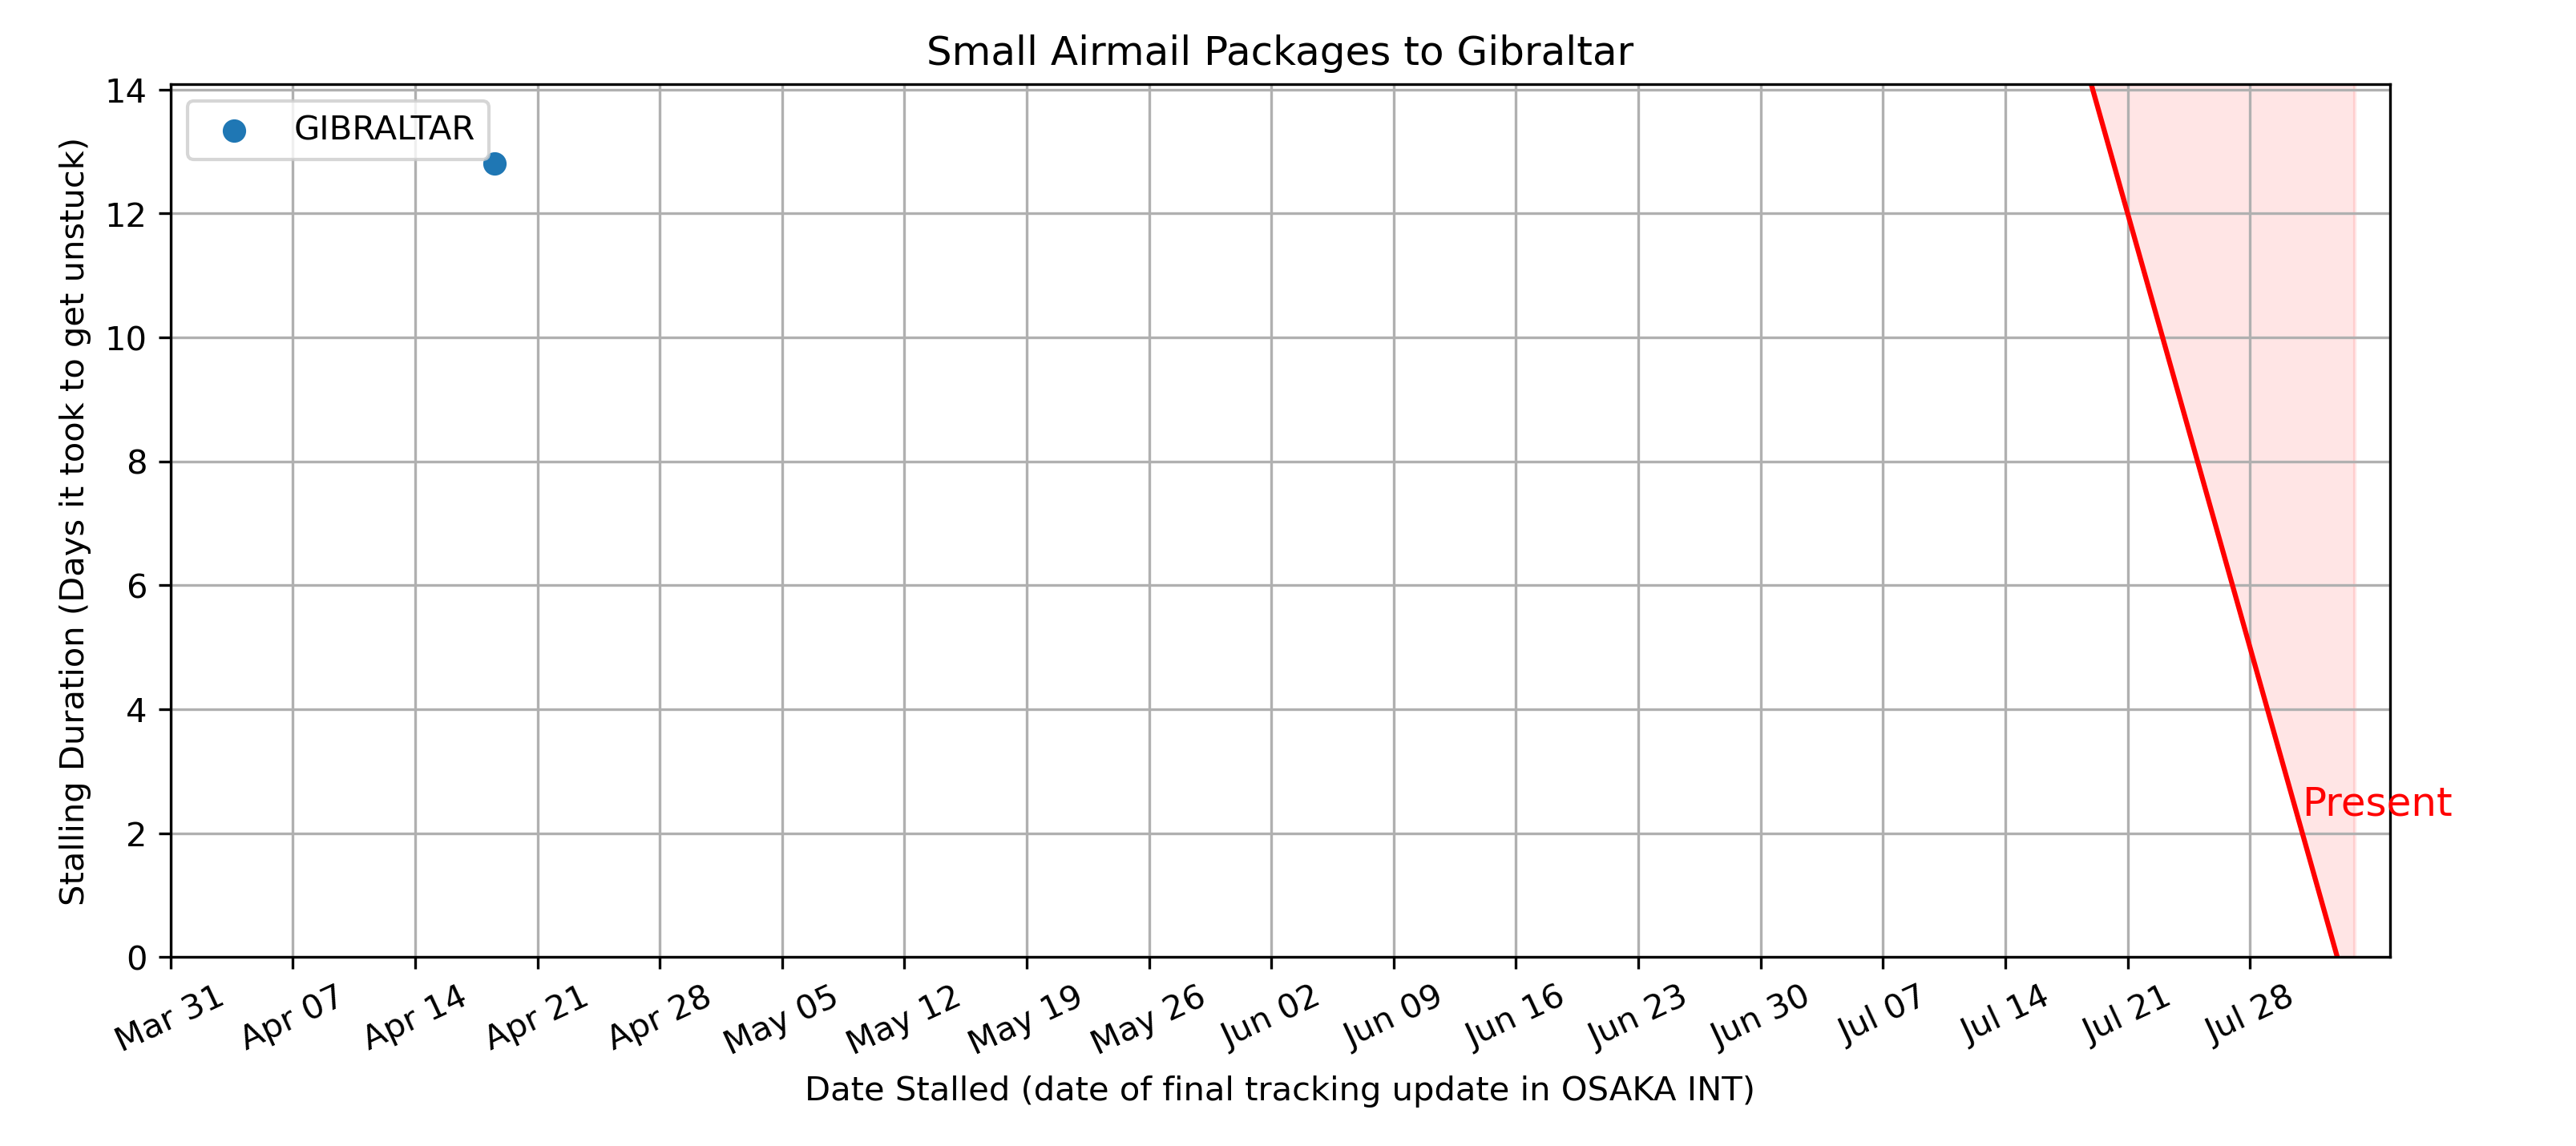 Small Airmail Packages to Gibraltar
GIBRALTAR
Stalling Duration (Days it took to get unstuck)
14
12
10
8
6
4
2
0
Present
Mar 31
Apr 07
Apr 14
Apr 21
Apr 28
May 05
May 12
May 19
May 26
Jun 02
Jun 09
Jun 16
Jun 23
Jun 30
Jul 07
Jul 14
Jul 21
Jul 28
Date Stalled (date of final tracking update in OSAKA INT)